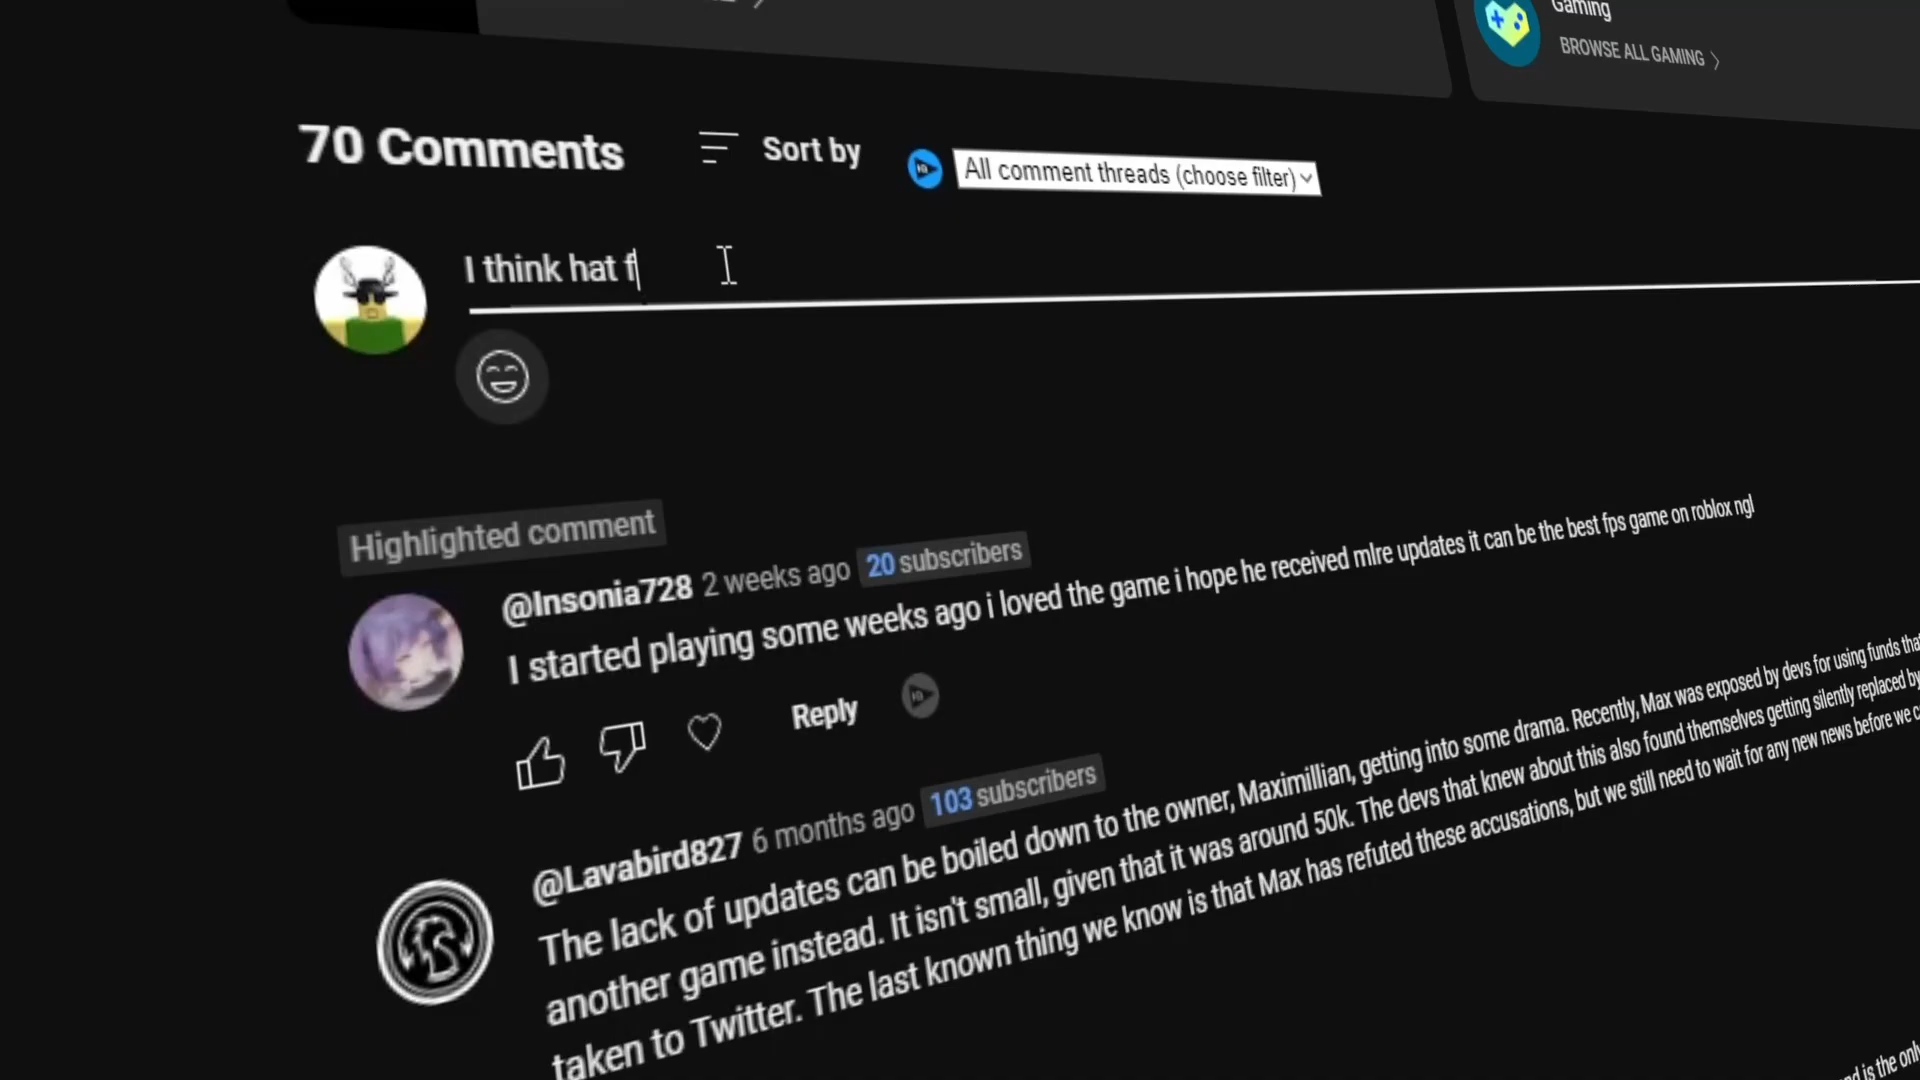 Gaming
BROWSE ALL GAMING
70 Comments
Sort by
All comment threads (choose filter)
I think hat f
Highlighted comment
@Insonia728 2 weeks ago 20 subscribers
I started playing some weeks ago i loved the game i hope he received mlre updates it can be the best fps game on roblox ngl
Reply
@Lavabird827 6 months ago 103 subscribers
The lack of updates can be boiled down to the owner, Maximillian, getting into some drama. Recently, Max was exposed by devs for using funds
another game instead. It isn't small, given that it was around 50k. The devs that knew about this also found themselves getting silently replaced by
taken to Twitter. The last known thing we know is that Max has refuted these accusations, but we still need to wait for any new news before we
is the only